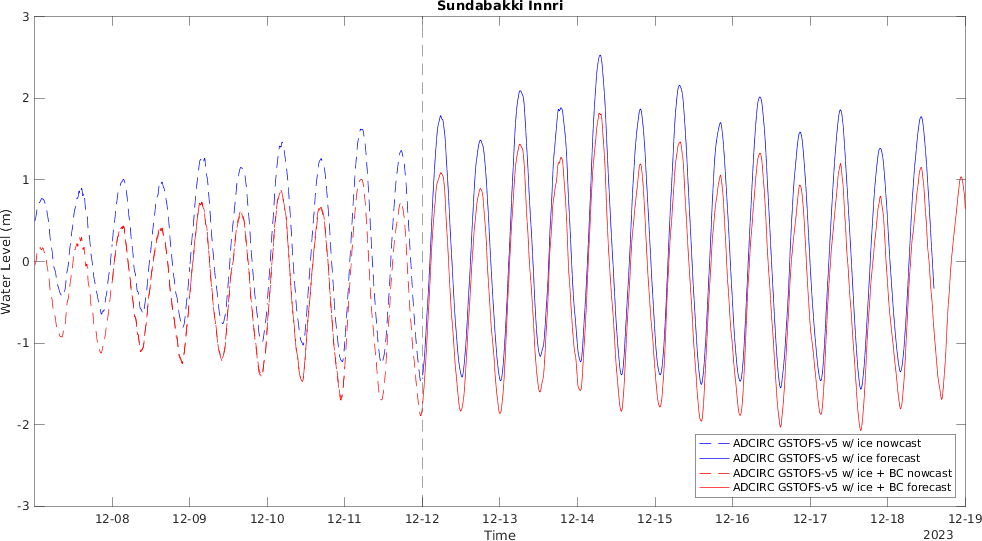 Sundabakki Innri
3
2
1
0
-1
-2
-3
Water Level (m)
ADCIRC GSTOFS-v5 w/ ice nowcast
ADCIRC GSTOFS-v5 w/ ice forecast
ADCIRC GSTOFS-v5 w/ ice + BC nowcast
ADCIRC GSTOFS-v5 w/ ice + BC forecast
12-08 12-09 12-10 12-11 12-12 12-13 12-14 12-15 12-16 12-17 12-18 12-19
Time
2023